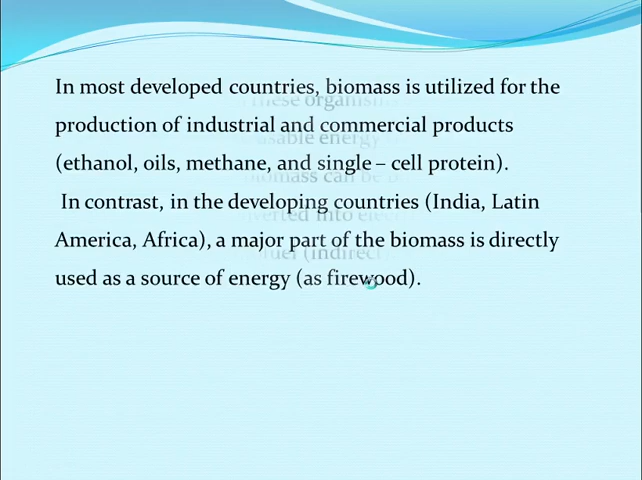 In most developed countries, biomass is utilized for the
production of industrial and commercial products
(ethanol, oils, methane, and single – cell protein).
In contrast, in the developing countries (India, Latin
America, Africa), a major part of the biomass is directly
used as a source of energy (as firewood).